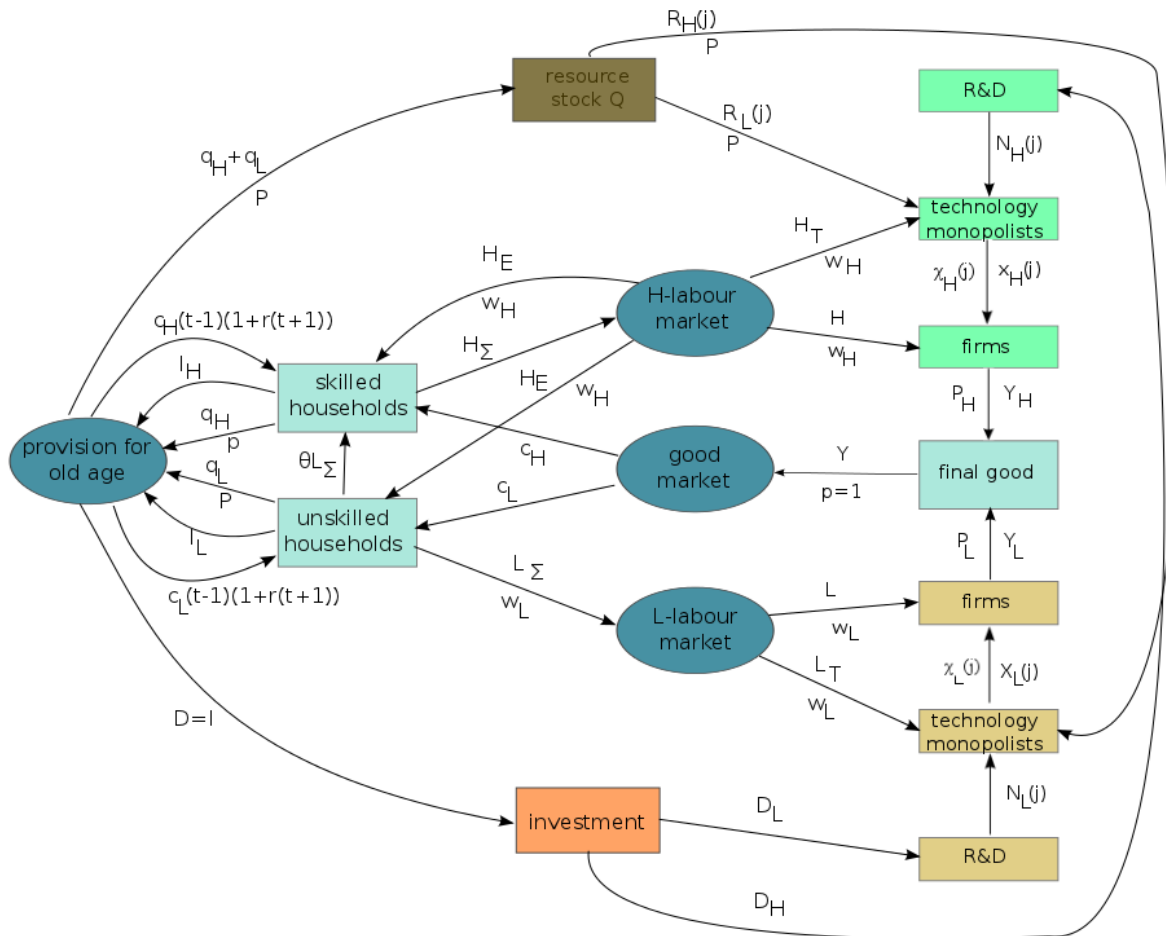 R_H(j)
P
resource
stock Q
R&D
R_L(j)
P
N_H(j)
q_H+q_L
P
technology
monopolists
H_T
w_H
H_E
w_H
χ_H(j) x_H(j)
H-labour
market
c_H(t-1)(1+r(t+1))
H
w_H
firms
H_Σ
I_H
H_E
w_H
skilled
households
P_H Y_H
q_H
p
provision for
old age
θL_Σ
c_H
good
market
Y
p=1
final good
q_L
P
c_L
unskilled
households
I_L
P_L Y_L
L_Σ
w_L
c_L(t-1)(1+r(t+1))
L
w_L
firms
L-labour
market
L_T
w_L
χ_L(j) X_L(j)
D=I
technology
monopolists
N_L(j)
D_L
investment
R&D
D_H